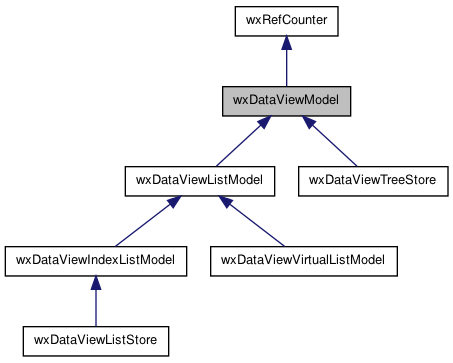 wxRefCounter
wxDataViewModel
wxDataViewListModel
wxDataViewTreeStore
wxDataViewIndexListModel
wxDataViewVirtualListModel
wxDataViewListStore